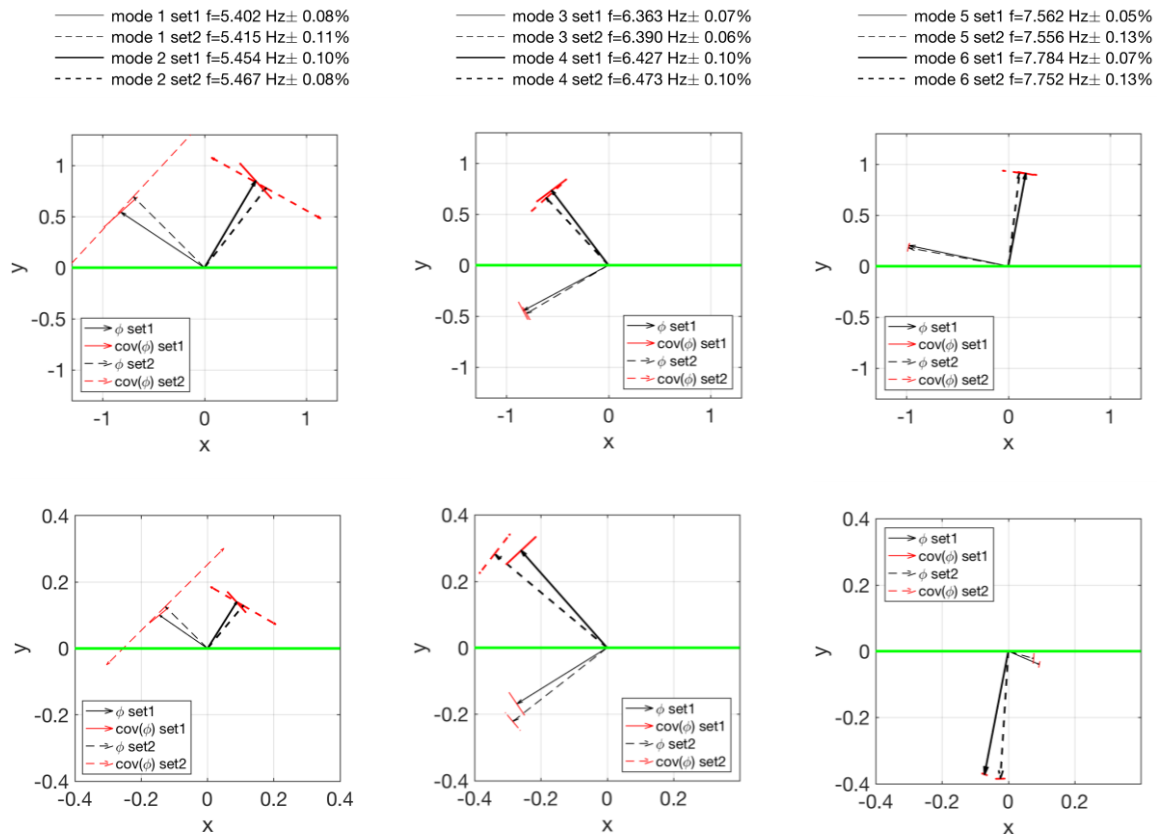 mode 1 set1 f=5.402 Hz± 0.08%
mode 1 set2 f=5.415 Hz± 0.11%
mode 2 set1 f=5.454 Hz± 0.10%
mode 2 set2 f=5.467 Hz± 0.08%
mode 3 set1 f=6.363 Hz± 0.07%
mode 3 set2 f=6.390 Hz± 0.06%
mode 4 set1 f=6.427 Hz± 0.10%
mode 4 set2 f=6.473 Hz± 0.10%
mode 5 set1 f=7.562 Hz± 0.05%
mode 5 set2 f=7.556 Hz± 0.13%
mode 6 set1 f=7.784 Hz± 0.07%
mode 6 set2 f=7.752 Hz± 0.13%
1
0.5
0
-0.5
-1
y
ϕ set1
cov(ϕ) set1
ϕ set2
cov(ϕ) set2
-1 0 1
x
1
0.5
0
-0.5
-1
y
ϕ set1
cov(ϕ) set1
ϕ set2
cov(ϕ) set2
-1 0 1
x
1
0.5
0
-0.5
-1
y
ϕ set1
cov(ϕ) set1
ϕ set2
cov(ϕ) set2
-1 0 1
x
0.4
0.2
0
-0.2
-0.4
y
ϕ set1
cov(ϕ) set1
ϕ set2
cov(ϕ) set2
-0.4 -0.2 0 0.2 0.4
x
0.4
0.2
0
-0.2
-0.4
y
ϕ set1
cov(ϕ) set1
ϕ set2
cov(ϕ) set2
-0.4 -0.2 0 0.2
x
0.4
0.2
0
-0.2
-0.4
y
ϕ set1
cov(ϕ) set1
ϕ set2
cov(ϕ) set2
-0.4 -0.2 0 0.2
x